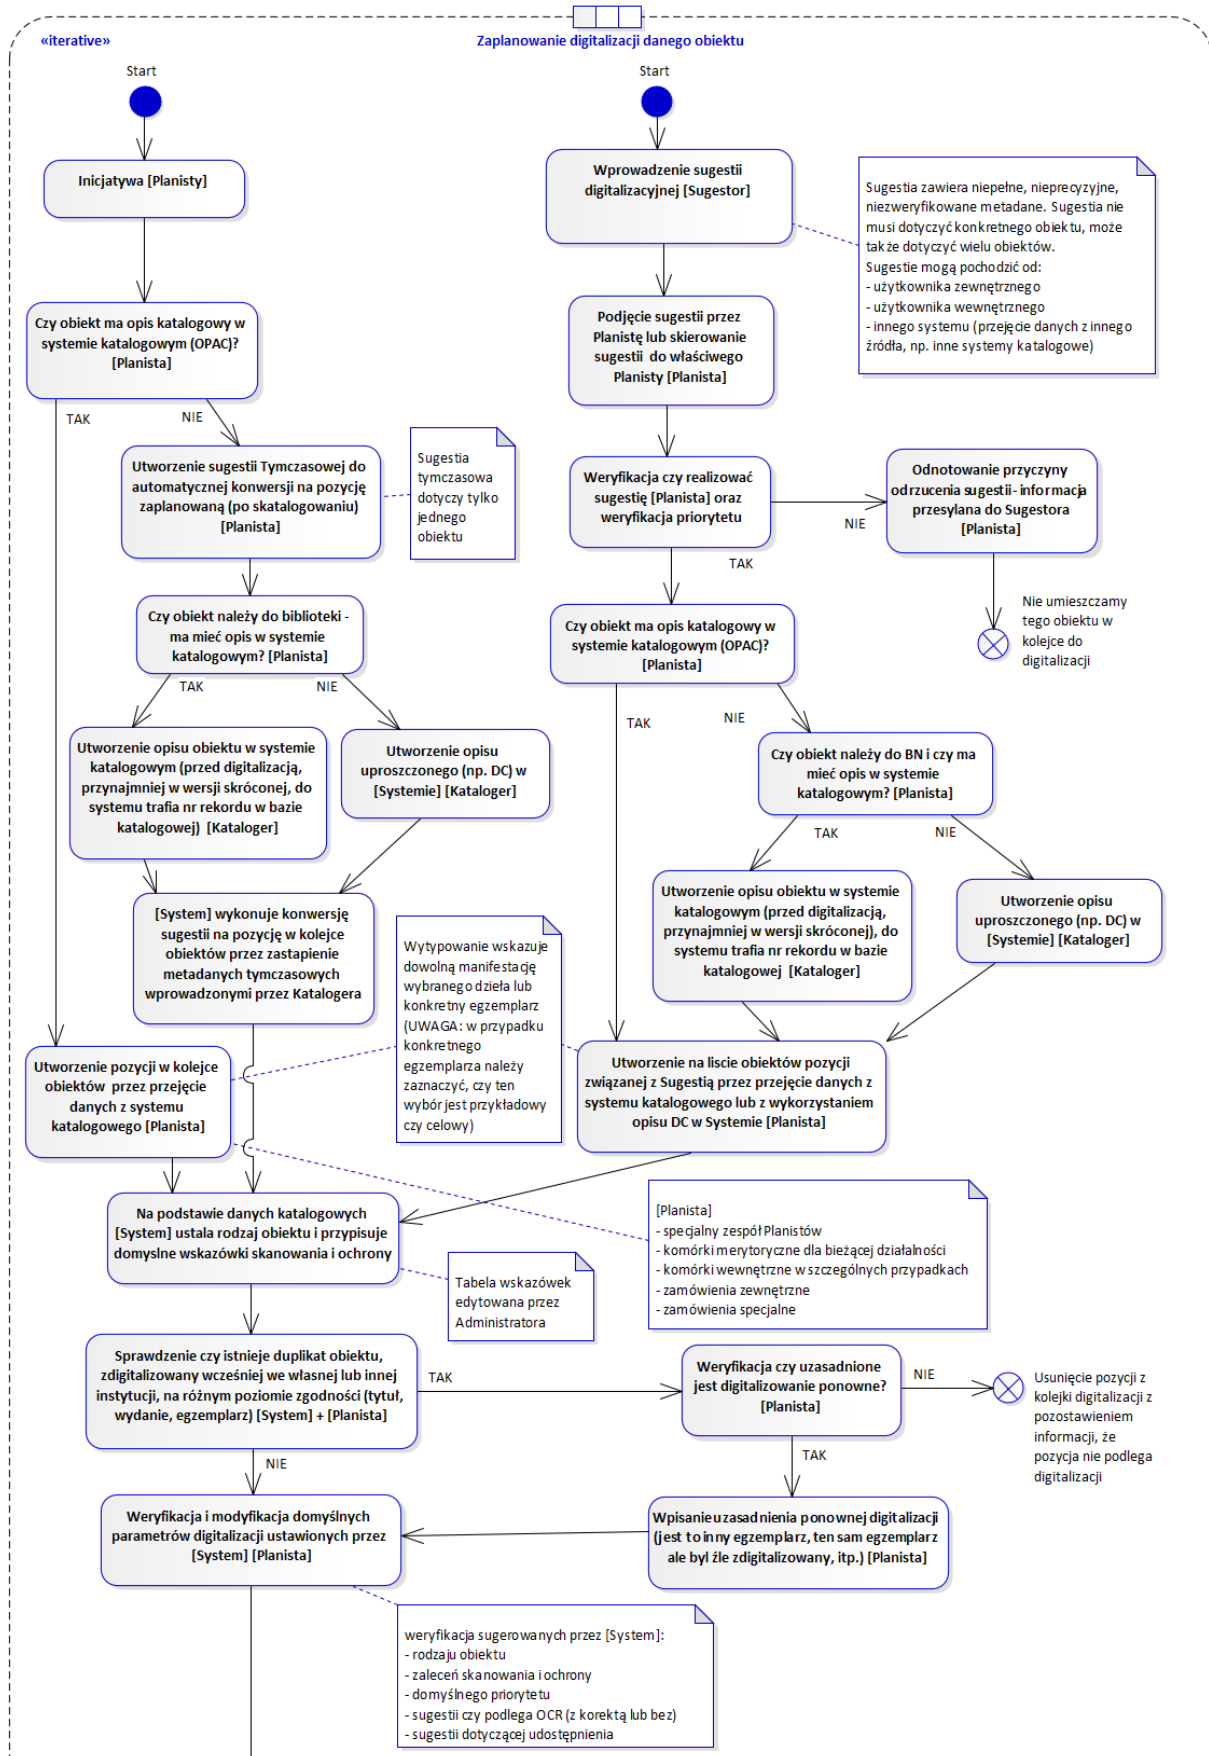 «iterative»
Zaplanowanie digitalizacji danego obiektu
Start
Start
Inicjatywa [Planisty]
Wprowadzenie sugestii
digitalizacyjnej [Sugestor]
Sugestia zawiera niepełne, nieprecyzyjne,
niezweryfikowane metadane. Sugestia nie
musi dotyczyć konkretnego obiektu, może
także dotyczyć wielu obiektów.
Sugestie mogą pochodzić od:
- użytkownika zewnętrznego
- użytkownika wewnętrznego
- innego systemu (przejęcie danych z innego
źródła, np. inne systemy katalogowe)
Czy obiekt ma opis katalogowy w
systemie katalogowym (OPAC)?
[Planista]
Podjęcie sugestii przez
Planistę lub skierowanie
sugestii do właściwego
Planisty [Planista]
TAK
NIE
Utworzenie sugestii Tymczasowej do
automatycznej konwersji na pozycję
zaplanowaną (po skatalogowaniu)
[Planista]
Sugestia
tymczasowa
dotyczy tylko
jednego
obiektu
Weryfikacja czy realizować
sugestię [Planista] oraz
weryfikacja priorytetu
NIE
Odnotowanie przyczyny
odrzucenia sugestii - informacja
przesyłana do Sugestora
[Planista]
TAK
Nie umieszczamy
tego obiektu w
kolejce do
digitalizacji
Czy obiekt należy do biblioteki -
ma mieć opis w systemie
katalogowym? [Planista]
Czy obiekt ma opis katalogowy w
systemie katalogowym (OPAC)?
[Planista]
TAK
NIE
TAK
NIE
Utworzenie opisu obiektu w systemie
katalogowym (przed digitalizacją,
przynajmniej w wersji skróconej, do
systemu trafia nr rekordu w bazie
katalogowej) [Kataloger]
Utworzenie opisu
uproszczonego (np. DC) w
[Systemie] [Kataloger]
Czy obiekt należy do BN i czy ma
mieć opis w systemie
katalogowym? [Planista]
TAK
NIE
Utworzenie opisu obiektu w systemie
katalogowym (przed digitalizacją,
przynajmniej w wersji skróconej), do
systemu trafia nr rekordu w bazie
katalogowej [Kataloger]
Utworzenie opisu
uproszczonego (np. DC) w
[Systemie] [Kataloger]
[System] wykonuje konwersję
sugestii na pozycję w kolejce
obiektów przez zastąpienie
metadanych tymczasowych
wprowadzonymi przez Katalogera
Wytypowanie wskazuje
dowolną manifestację
wybranego dzieła lub
konkretny egzemplarz
(UWAGA: w przypadku
konkretnego
egzemplarza należy
zaznaczyć, czy ten
wybór jest przykładowy
czy celowy)
Utworzenie pozycji w kolejce
obiektów przez przejęcie
danych z systemu
katalogowego [Planista]
Utworzenie na liscie obiektów pozycji
związanej z Sugestią przez przejęcie danych z
systemu katalogowego lub z wykorzystaniem
opisu DC w Systemie [Planista]
Na podstawie danych katalogowych
[System] ustala rodzaj obiektu i przypisuje
domyslne wskazówki skanowania i ochrony
[Planista]
- specjalny zespół Planistów
- komórki merytoryczne dla bieżącej działalności
- komórki wewnętrzne w szczególnych przypadkach
- zamówienia zewnętrzne
- zamówienia specjalne
Tabela wskazówek
edytowana przez
Administratora
Sprawdzenie czy istnieje duplikat obiektu,
zdigitalizowany wcześniej we własnej lub innej
instytucji, na różnym poziomie zgodności (tytuł,
wydanie, egzemplarz) [System] + [Planista]
TAK
Weryfikacja czy uzasadnione
jest digitalizowanie ponowne?
[Planista]
NIE
Usunięcie pozycji z
kolejki digitalizacji z
pozostawieniem
informacji, że
pozycja nie podlega
digitalizacji
NIE
TAK
Weryfikacja i modyfikacja domyślnych
parametrów digitalizacji ustawionych przez
[System] [Planista]
Wpisanie uzasadnienia ponownej digitalizacji
(jest to inny egzemplarz, ten sam egzemplarz
ale był źle zdigitalizowany, itp.) [Planista]
weryfikacja sugerowanych przez [System]:
- rodzaju obiektu
- zaleceń skanowania i ochrony
- domyślnego priorytetu
- sugestii czy podlega OCR (z korektą lub bez)
- sugestii dotyczącej udostępnienia